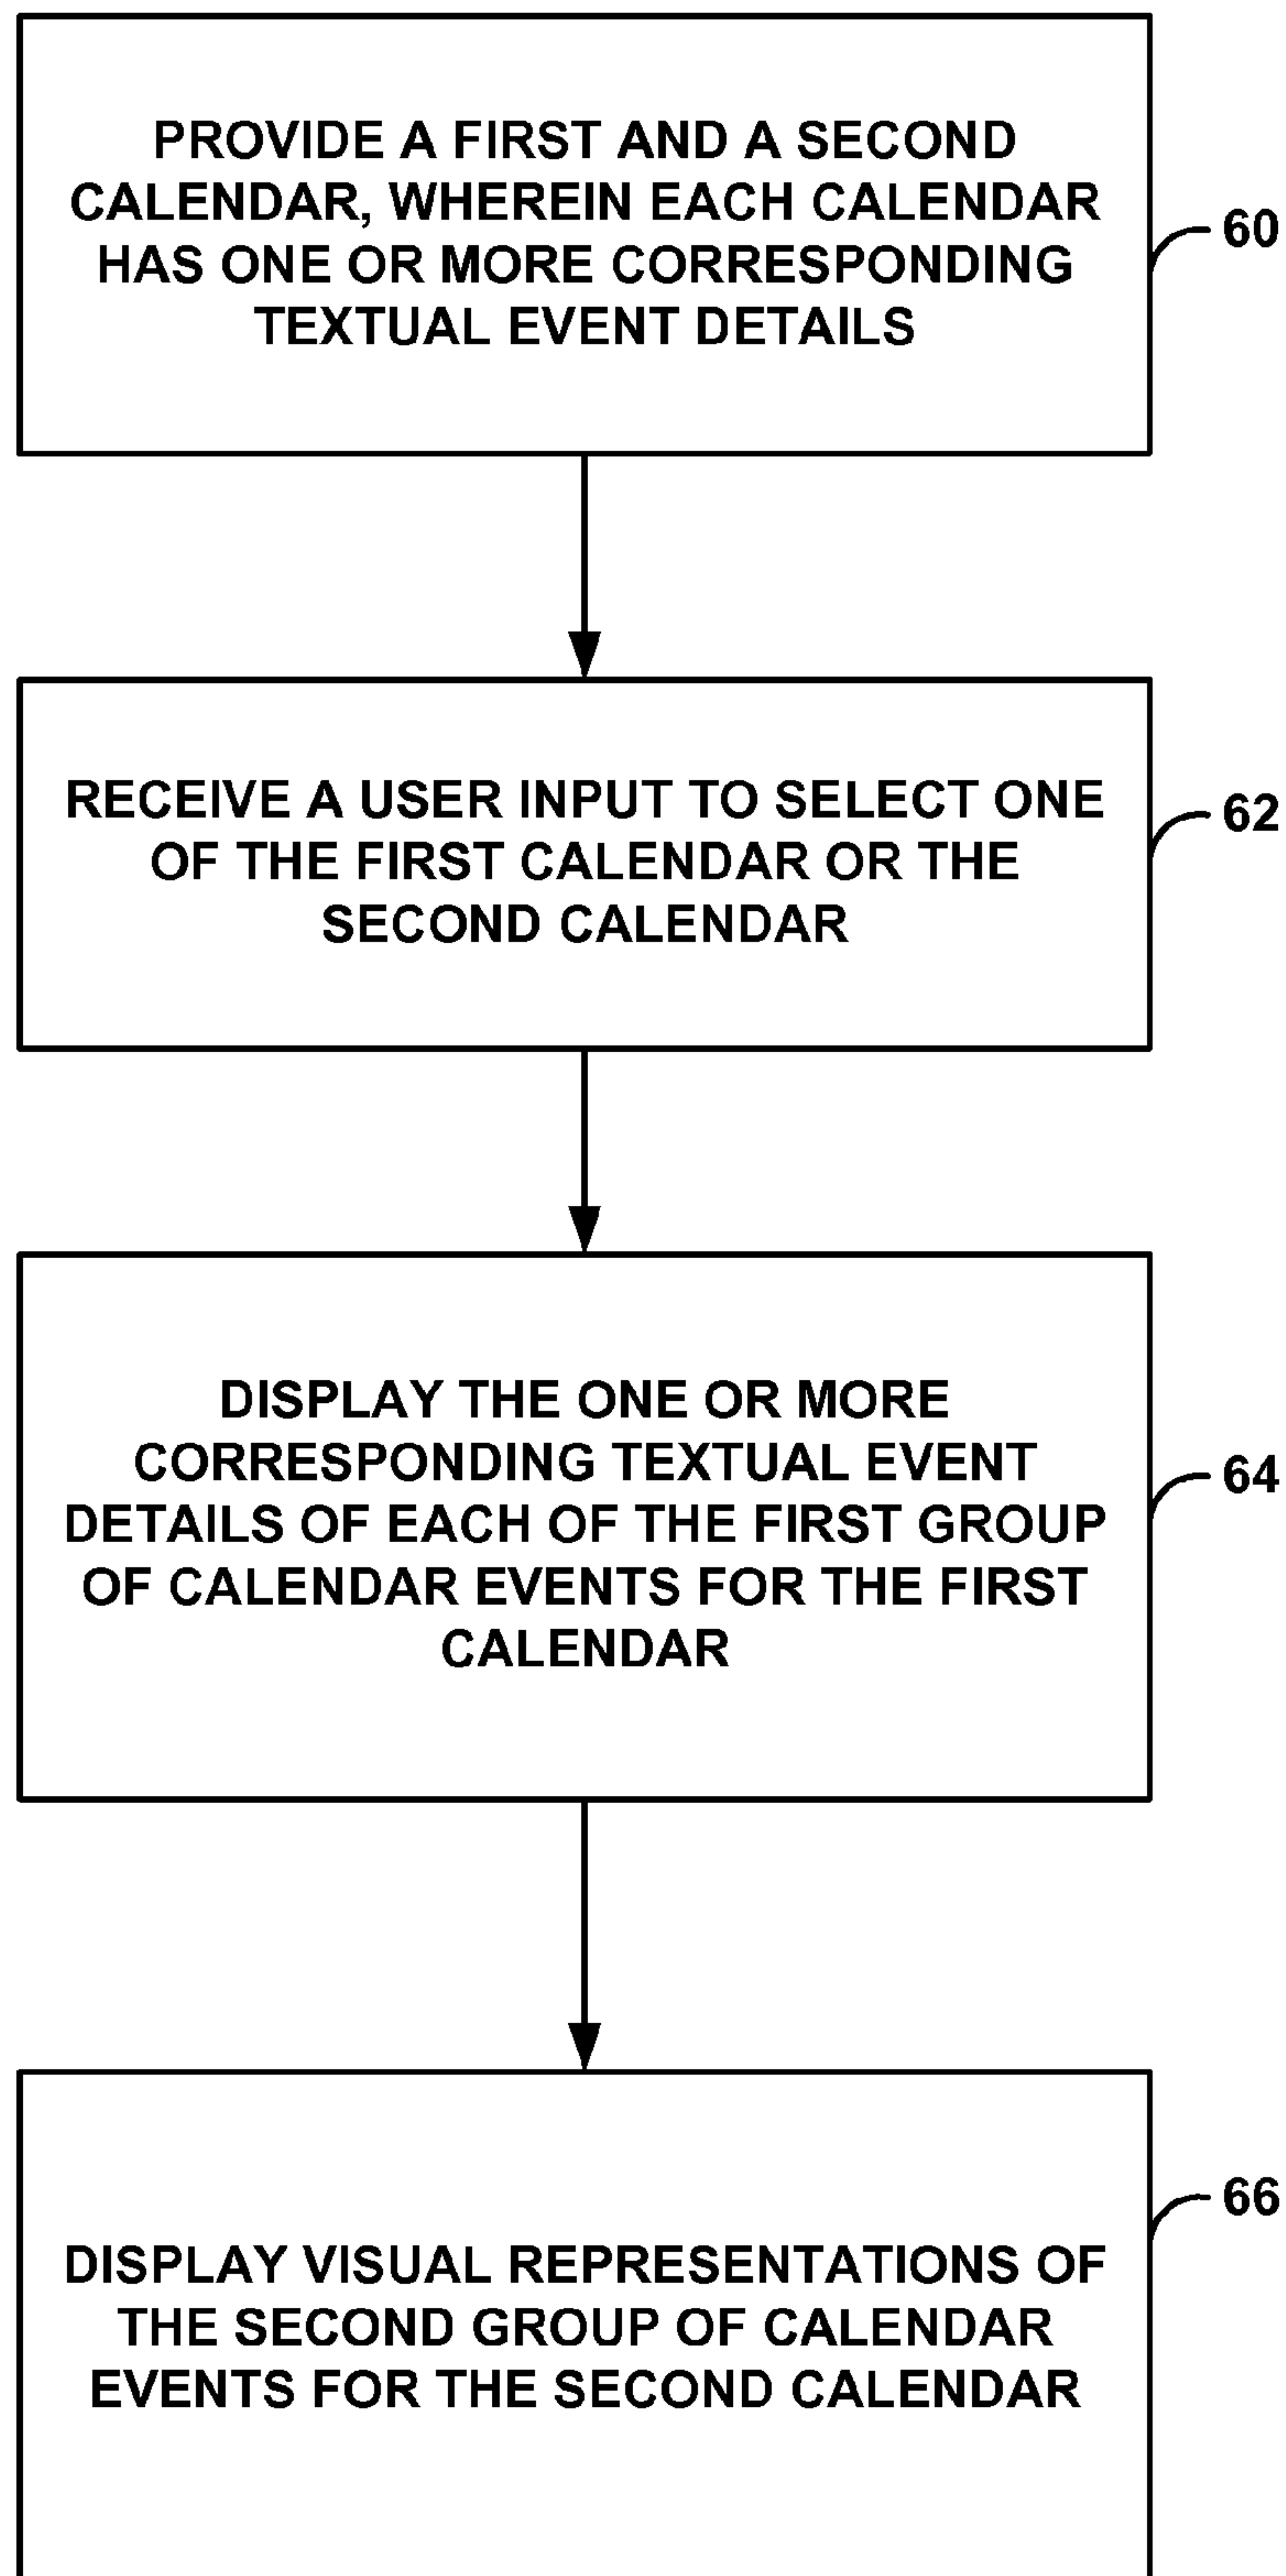 PROVIDE A FIRST AND A SECOND
CALENDAR, WHEREIN EACH CALENDAR
HAS ONE OR MORE CORRESPONDING
TEXTUAL EVENT DETAILS
60
RECEIVE A USER INPUT TO SELECT ONE
OF THE FIRST CALENDAR OR THE
SECOND CALENDAR
62
DISPLAY THE ONE OR MORE
CORRESPONDING TEXTUAL EVENT
DETAILS OF EACH OF THE FIRST GROUP
OF CALENDAR EVENTS FOR THE FIRST
CALENDAR
64
DISPLAY VISUAL REPRESENTATIONS OF
THE SECOND GROUP OF CALENDAR
EVENTS FOR THE SECOND CALENDAR
66